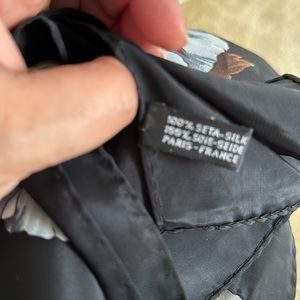 100% SETA-SILK
100% SOIE-SEIDE
PARIS-FRANCE